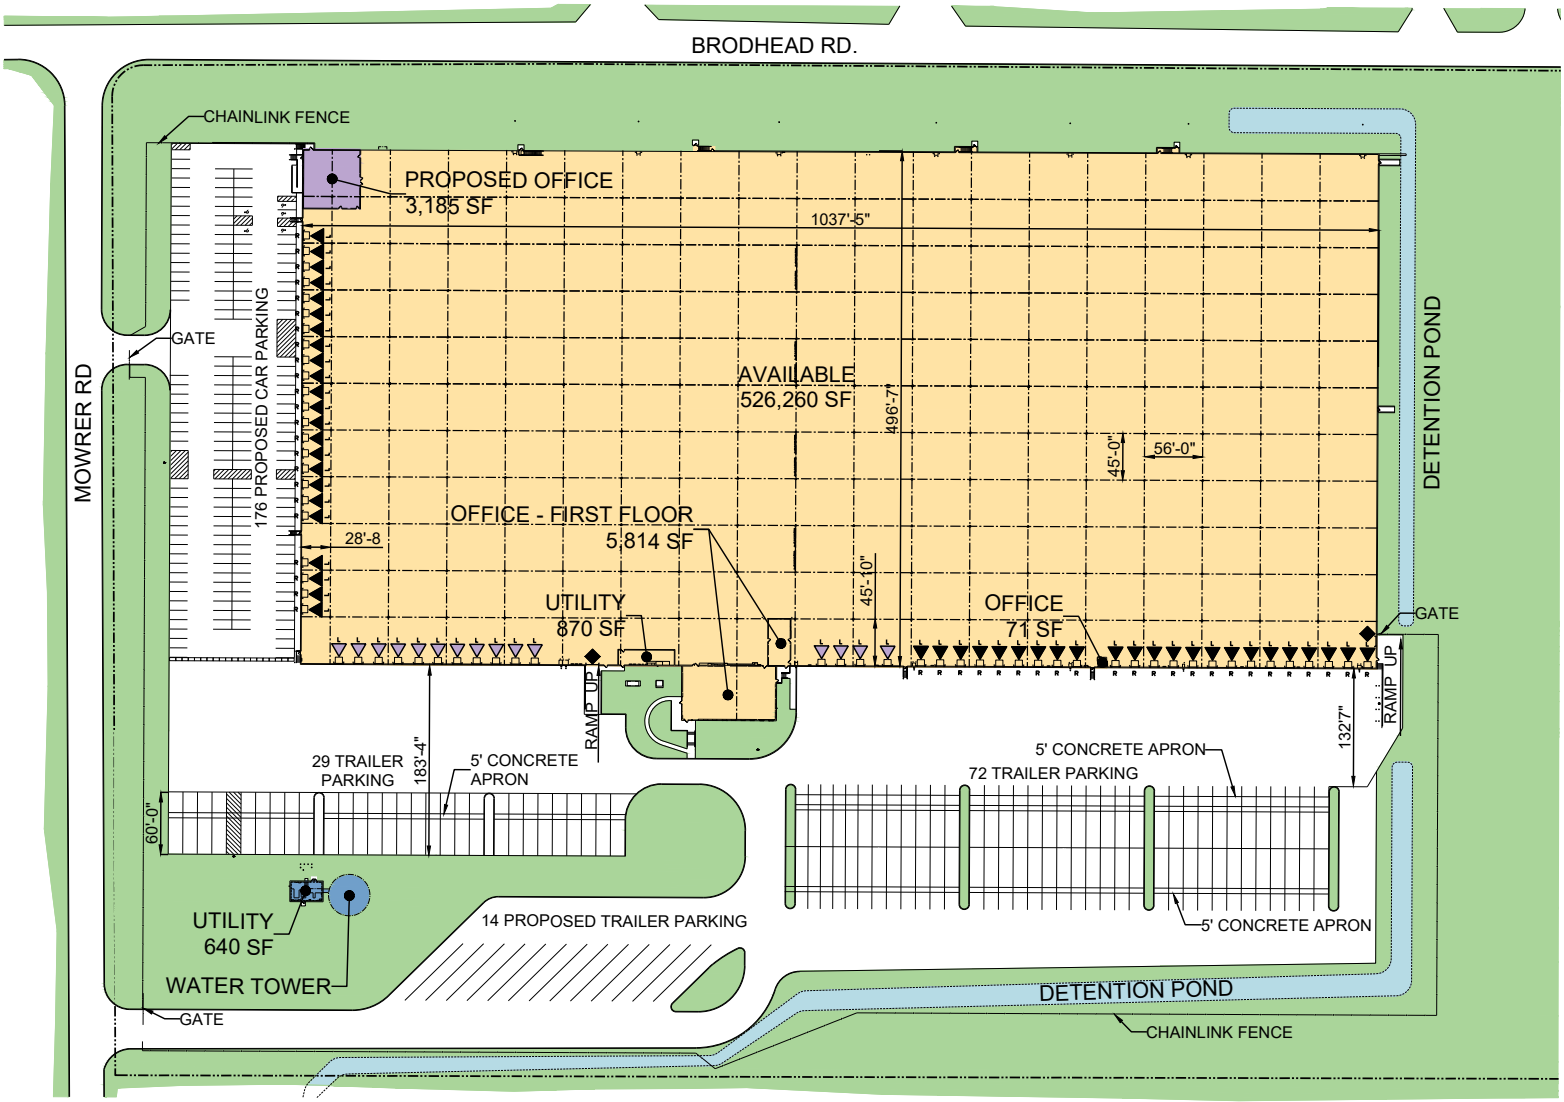 BRODHEAD RD.
CHAINLINK FENCE
PROPOSED OFFICE
3,185 SF
1037'-5"
GATE
MOWRER RD
176 PROPOSED CAR PARKING
AVAILABLE
526,260 SF
496'-7"
45'-0"
56'-0"
DETENTION POND
OFFICE - FIRST FLOOR
5,814 SF
28'-8
45'-10"
UTILITY
870 SF
OFFICE
71 SF
GATE
RAMP UP
RAMP UP
132'7"
183'-4"
29 TRAILER
PARKING
5' CONCRETE
APRON
5' CONCRETE APRON
72 TRAILER PARKING
60'-0"
UTILITY
640 SF
14 PROPOSED TRAILER PARKING
5' CONCRETE APRON
WATER TOWER
DETENTION POND
GATE
CHAINLINK FENCE